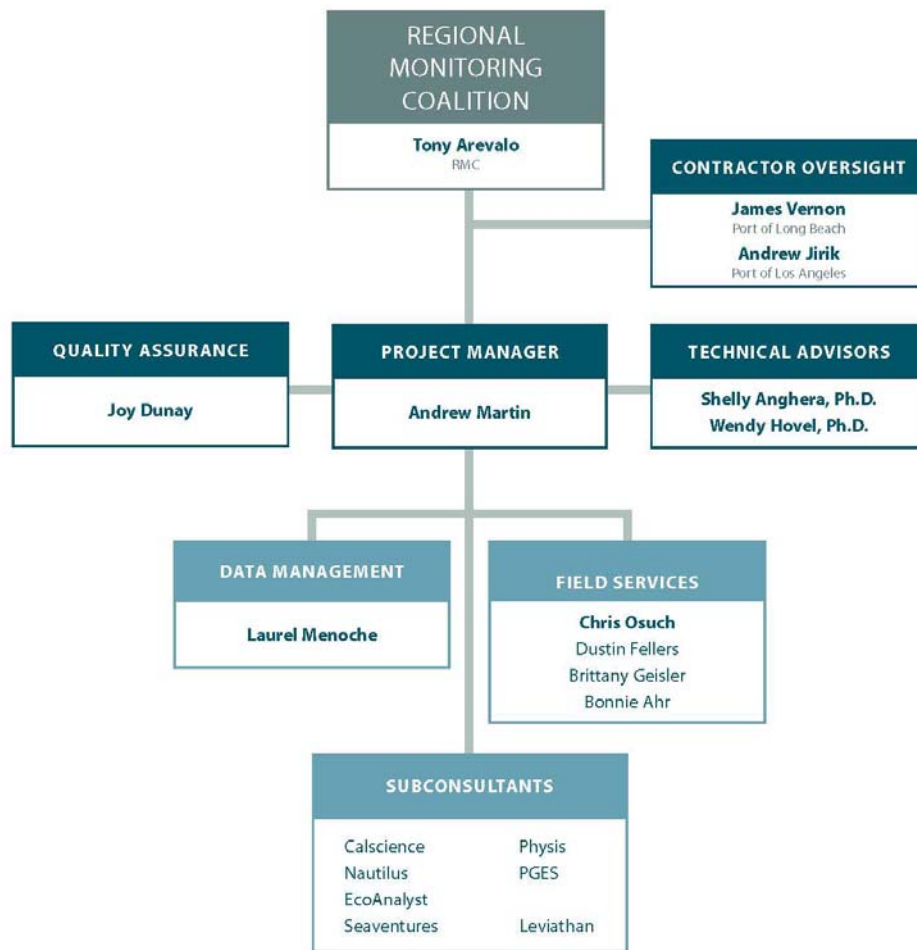 REGIONAL
MONITORING
COALITION
Tony Arevalo
RMC
CONTRACTOR OVERSIGHT
James Vernon
Port of Long Beach
Andrew Jirik
Port of Los Angeles
QUALITY ASSURANCE
Joy Dunay
PROJECT MANAGER
Andrew Martin
TECHNICAL ADVISORS
Shelly Anghera, Ph.D.
Wendy Hovel, Ph.D.
DATA MANAGEMENT
Laurel Menoche
FIELD SERVICES
Chris Osuch
Dustin Fellers
Brittany Geisler
Bonnie Ahr
SUBCONSULTANTS
Calscience
Nautilus
EcoAnalyst
Seaventures
Physis
PGES
Leviathan